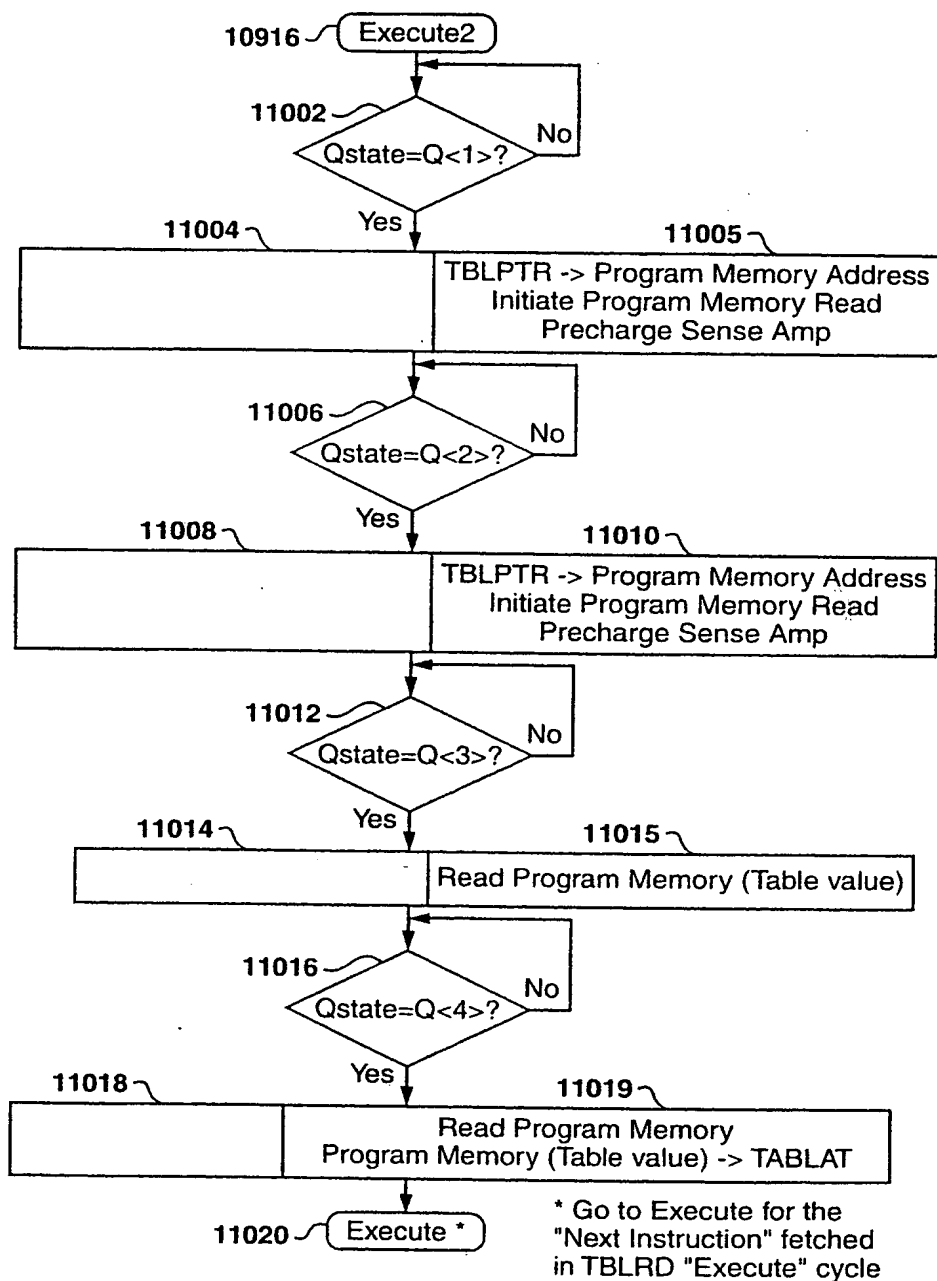 10916
Execute2
11002
Qstate=Q<1>?
No
Yes
11004
11005
TBLPTR -> Program Memory Address
Initiate Program Memory Read
Precharge Sense Amp
11006
Qstate=Q<2>?
No
Yes
11008
11010
TBLPTR -> Program Memory Address
Initiate Program Memory Read
Precharge Sense Amp
11012
Qstate=Q<3>?
No
Yes
11014
11015
Read Program Memory (Table value)
11016
Qstate=Q<4>?
No
Yes
11018
11019
Read Program Memory
Program Memory (Table value) -> TABLAT
11020
Execute *
* Go to Execute for the
"Next Instruction" fetched
in TBLRD "Execute" cycle